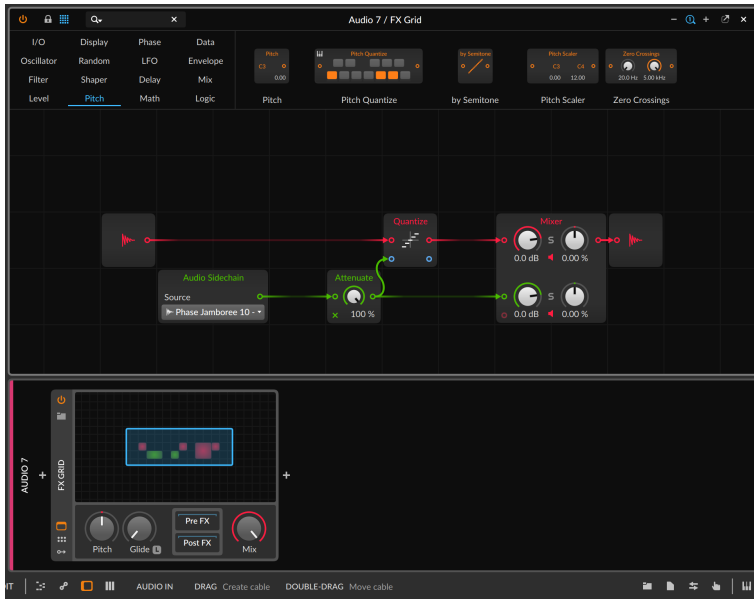 Audio 7 / FX Grid
I/O Display Phase Data
Oscillator Random LFO Envelope
Filter Shaper Delay Mix
Level Pitch Math Logic
Pitch
C3
0.00
Pitch
Pitch Quantize
Pitch Quantize
by Semitone
by Semitone
Pitch Scaler
C3 C4
0.00 12.00
Pitch Scaler
Zero Crossings
20.0 Hz 5.00 kHz
Zero Crossings
Quantize
Mixer
S
0.0 dB 0.00 %
Audio Sidechain
Source
Phase Jamboree 10 -
Attenuate
100 %
S
0.0 dB 0.00 %
AUDIO 7
FX GRID
Pre FX
Post FX
Pitch Glide L Mix
IT AUDIO IN DRAG Create cable DOUBLE-DRAG Move cable